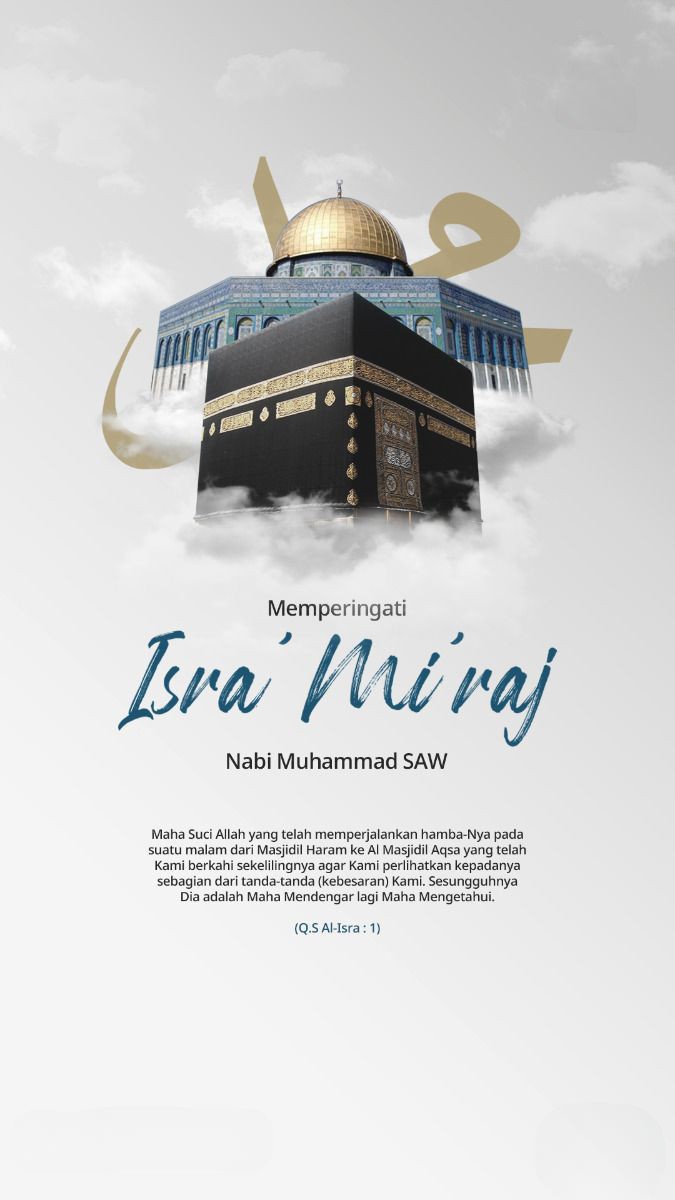 Memperingati
Isra' Mi'raj
Nabi Muhammad SAW
Maha Suci Allah yang telah memperjalankan hamba-Nya pada
suatu malam dari Masjidil Haram ke Al Masjidil Aqsa yang telah
Kami berkahi sekelilingnya agar Kami perlihatkan kepadanya
sebagian dari tanda-tanda (kebesaran) Kami. Sesungguhnya
Dia adalah Maha Mendengar lagi Maha Mengetahui.
(Q.S Al-Isra : 1)